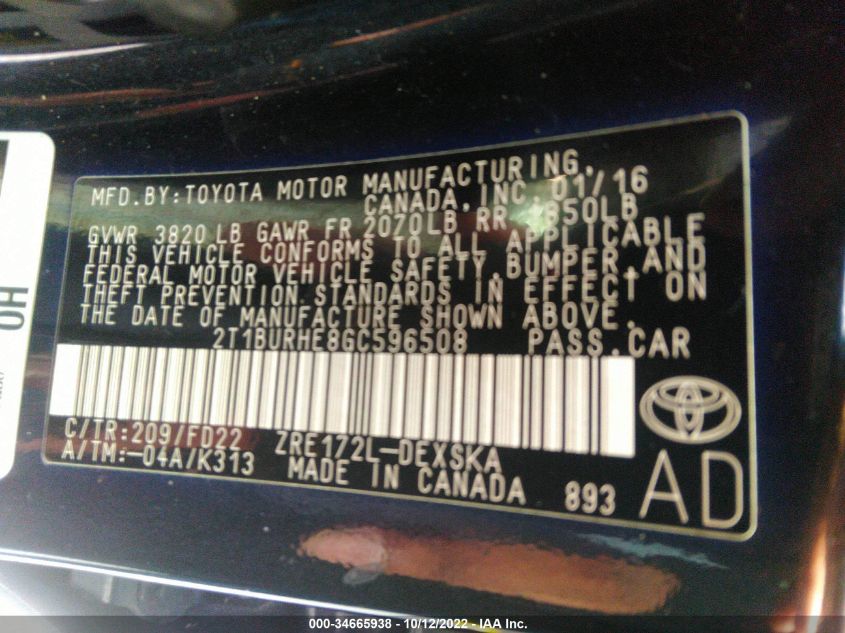 MFD.BY:TOYOTA MOTOR MANUFACTURING,
CANADA,INC. 01/16
GVWR 3820 LB GAWR FR 2070LB RR 1850LB
THIS VEHICLE CONFORMS TO ALL APPLICABLE
FEDERAL MOTOR VEHICLE SAFETY,BUMPER,AND
THEFT PREVENTION STANDARDS IN EFFECT ON
THE DATE OF MANUFACTURE SHOWN ABOVE.
2T1BURHE8GC596508 PASS.CAR
C/TR:209/FD22 ZRE172L-DEXSKA
A/TM:-04A/K313 MADE IN CANADA 893
AD
OH
000-34665938 - 10/12/2022 - IAA Inc.